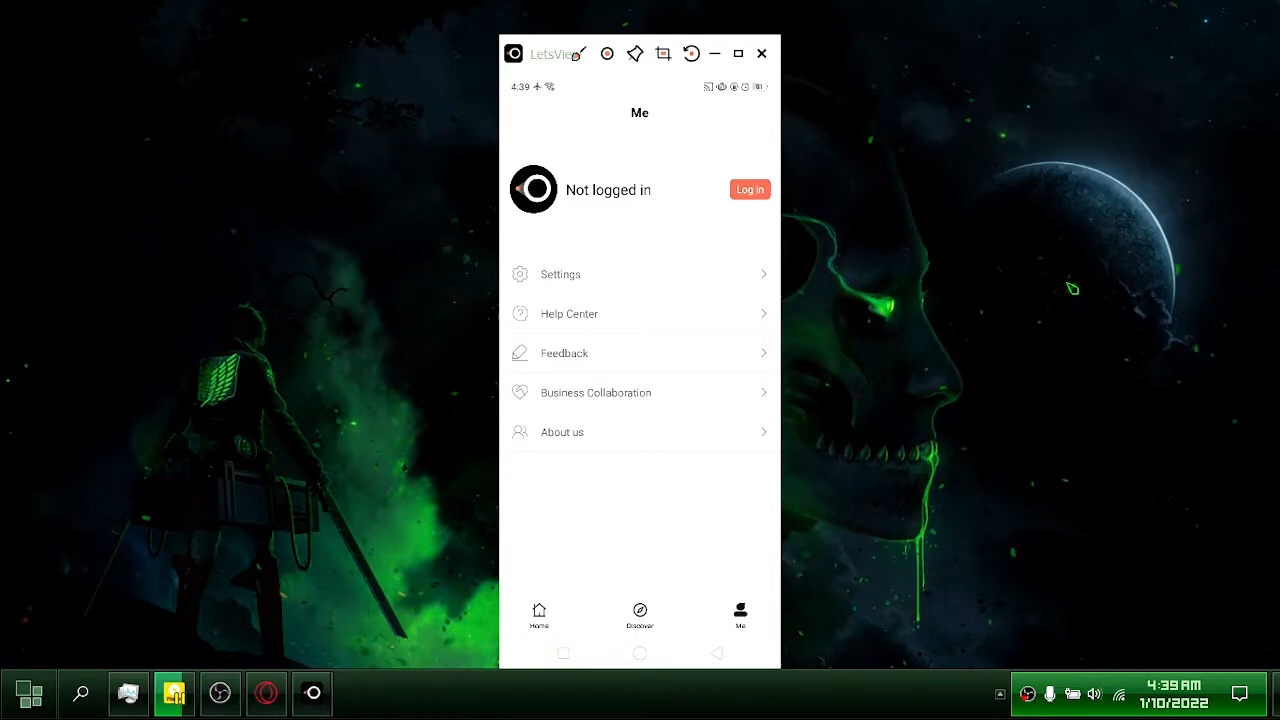 LetsVie
4:39
Me
Not logged in
Log in
Settings
Help Center
Feedback
Business Collaboration
About us
Home
Discover
Me
4:39 AM
1/10/2022